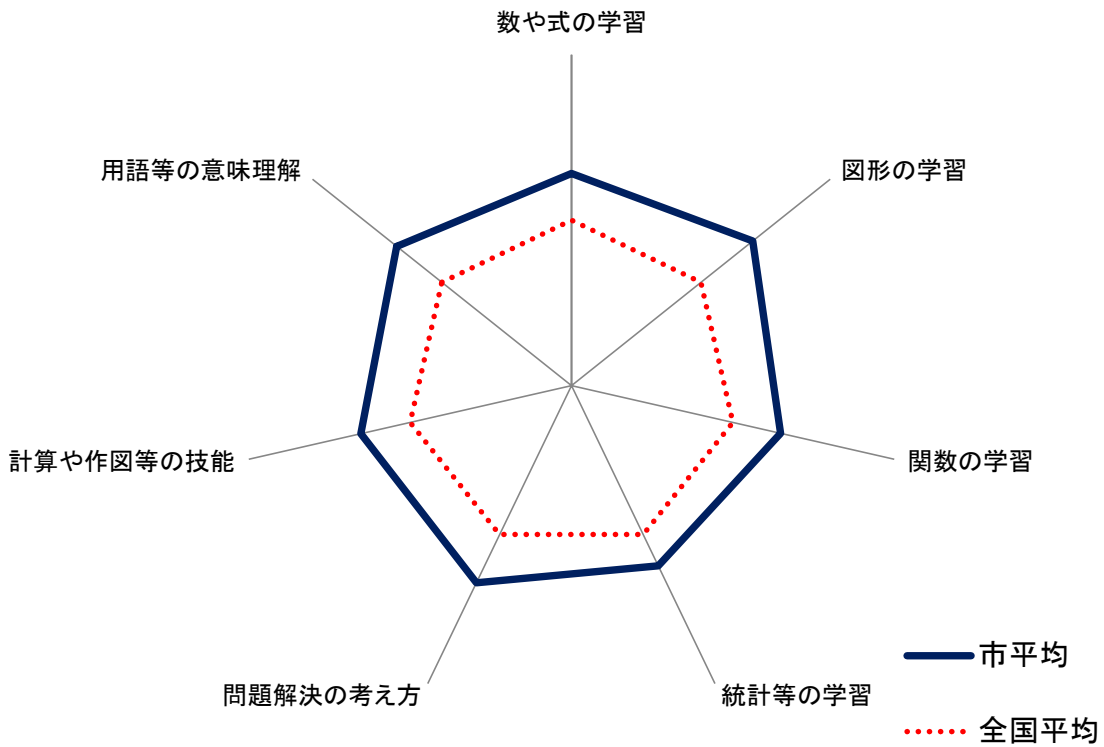 数や式の学習
用語等の意味理解
図形の学習
計算や作図等の技能
関数の学習
問題解決の考え方
統計等の学習
市平均
全国平均